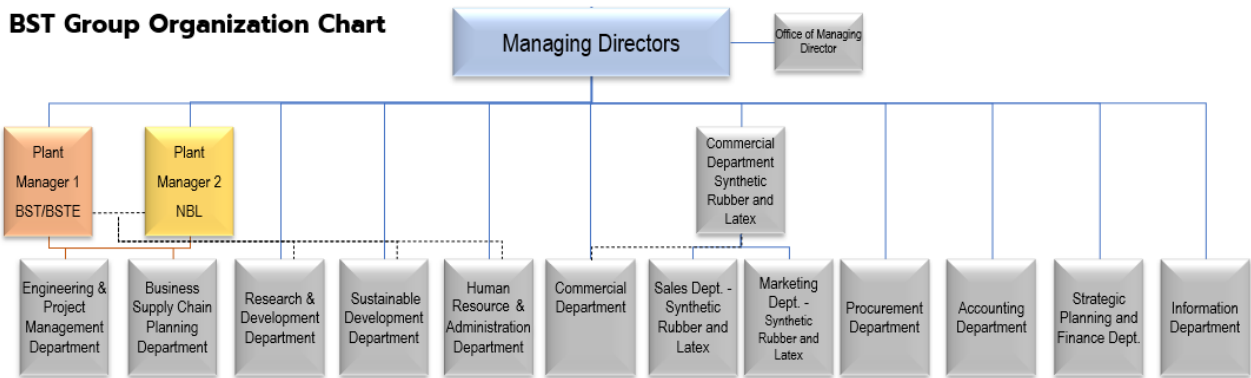 BST Group Organization Chart
Managing Directors
Office of Managing
Director
Plant
Manager 1
BST/BSTE
Plant
Manager 2
NBL
Commercial
Department
Synthetic
Rubber and
Latex
Engineering &
Project
Management
Department
Business
Supply Chain
Planning
Department
Research &
Development
Department
Sustainable
Development
Department
Human
Resource &
Administration
Department
Commercial
Department
Sales Dept. -
Synthetic
Rubber and
Latex
Marketing
Dept. -
Synthetic
Rubber and
Latex
Procurement
Department
Accounting
Department
Strategic
Planning and
Finance Dept.
Information
Department